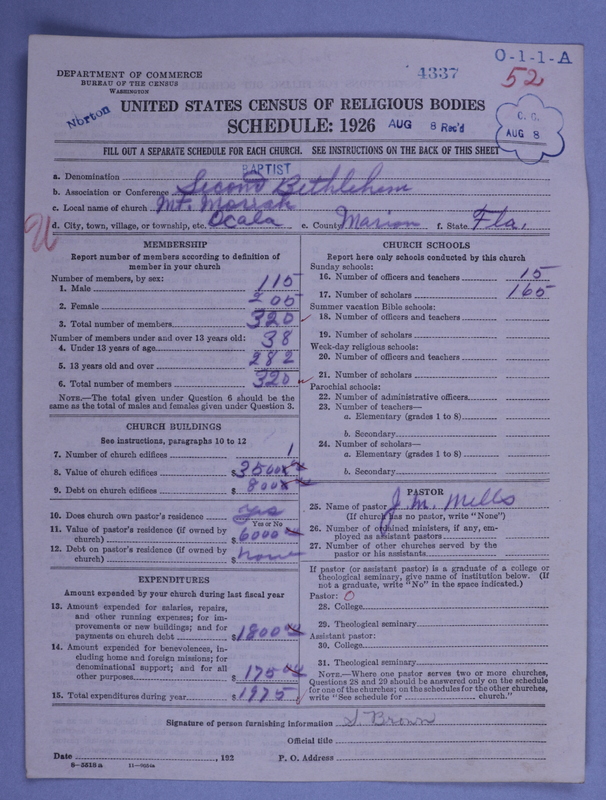 DEPARTMENT OF COMMERCE
BUREAU OF THE CENSUS
WASHINGTON
4337
O-1-1-A
52
Norton
UNITED STATES CENSUS OF RELIGIOUS BODIES
SCHEDULE: 1926
AUG 8 Rec'd
C. C.
AUG 8
FILL OUT A SEPARATE SCHEDULE FOR EACH CHURCH. SEE INSTRUCTIONS ON THE BACK OF THIS SHEET
a. Denomination BAPTIST
b. Association or Conference Second Bethlehem
c. Local name of church Mt. Moriah
d. City, town, village, or township, etc. Ocala e. County Marion f. State Fla.
MEMBERSHIP
Report number of members according to definition of
member in your church
Number of members, by sex:
1. Male 115
2. Female 205
3. Total number of members 320
Number of members under and over 13 years old:
4. Under 13 years of age 38
5. 13 years old and over 282
6. Total number of members 320
NOTE.—The total given under Question 6 should be the
same as the total of males and females given under Question 3.
CHURCH BUILDINGS
See instructions, paragraphs 10 to 12
7. Number of church edifices 1
8. Value of church edifices $ 3500
9. Debt on church edifices $ 800
10. Does church own pastor's residence yes
Yes or No
11. Value of pastor's residence (if owned by
church) $ 6000
12. Debt on pastor's residence (if owned by
church) $ none
EXPENDITURES
Amount expended by your church during last fiscal year
13. Amount expended for salaries, repairs,
and other running expenses; for im-
provements or new buildings; and for
payments on church debt $ 1800
14. Amount expended for benevolences, in-
cluding home and foreign missions; for
denominational support; and for all
other purposes $ 175
15. Total expenditures during year $ 1975
CHURCH SCHOOLS
Report here only schools conducted by this church
Sunday schools:
16. Number of officers and teachers 15
17. Number of scholars 165
Summer vacation Bible schools:
18. Number of officers and teachers
19. Number of scholars
Week-day religious schools:
20. Number of officers and teachers
21. Number of scholars
Parochial schools:
22. Number of administrative officers
23. Number of teachers—
a. Elementary (grades 1 to 8)
b. Secondary
24. Number of scholars—
a. Elementary (grades 1 to 8)
b. Secondary
PASTOR
25. Name of pastor J. M. Mells
(If church has no pastor, write "None")
26. Number of ordained ministers, if any, em-
ployed as assistant pastors
27. Number of other churches served by the
pastor or his assistants
If pastor (or assistant pastor) is a graduate of a college or
theological seminary, give name of institution below. (If
not a graduate, write "No" in the space indicated.)
Pastor: O
28. College
29. Theological seminary
Assistant pastor:
30. College
31. Theological seminary
NOTE.—Where one pastor serves two or more churches,
Questions 28 and 29 should be answered only on the schedule
for one of the churches; on the schedules for the other churches,
write "See schedule for church."
Signature of person furnishing information S. Brown
Official title
Date , 192 P. O. Address
8-5518 a